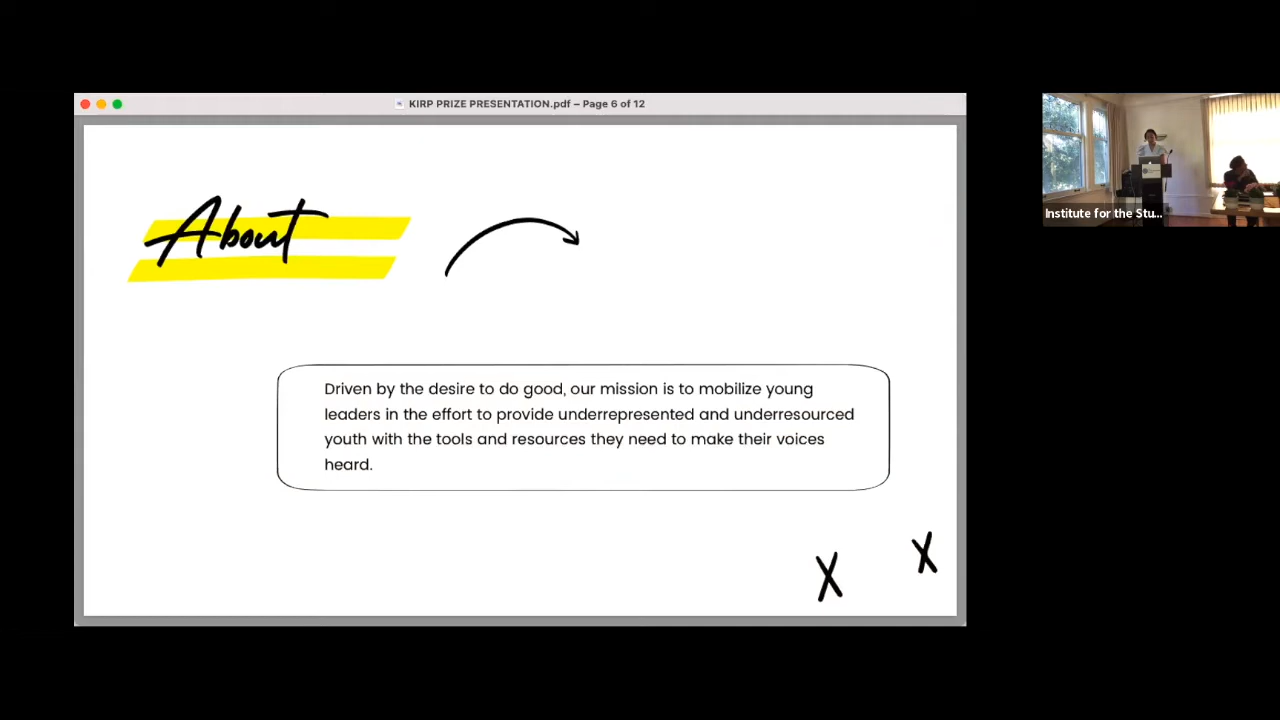 KIRP PRIZE PRESENTATION.pdf – Page 6 of 12
About
Driven by the desire to do good, our mission is to mobilize young
leaders in the effort to provide underrepresented and underresourced
youth with the tools and resources they need to make their voices
heard.
X X
Institute for the Stu...